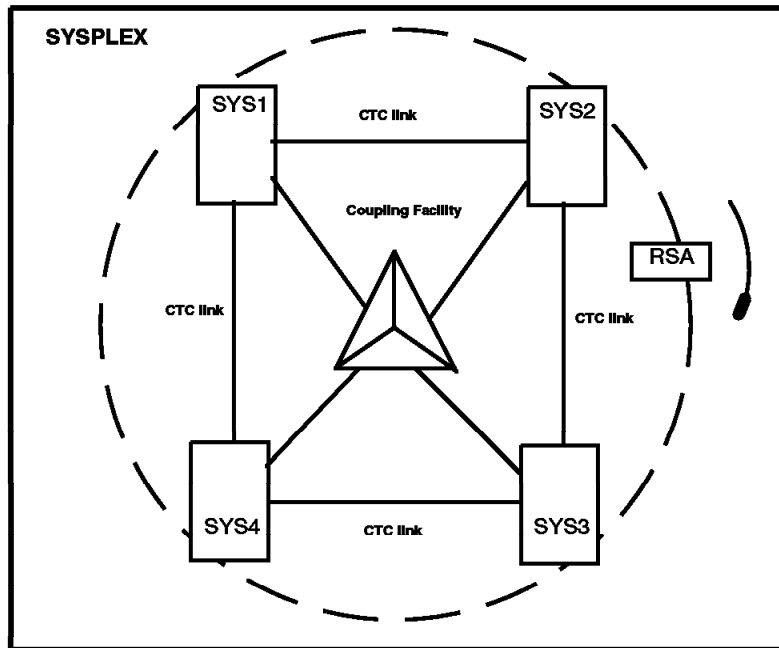 SYSPLEX
SYS1
SYS2
CTC link
Coupling Facility
RSA
CTC link
CTC link
SYS4
SYS3
CTC link